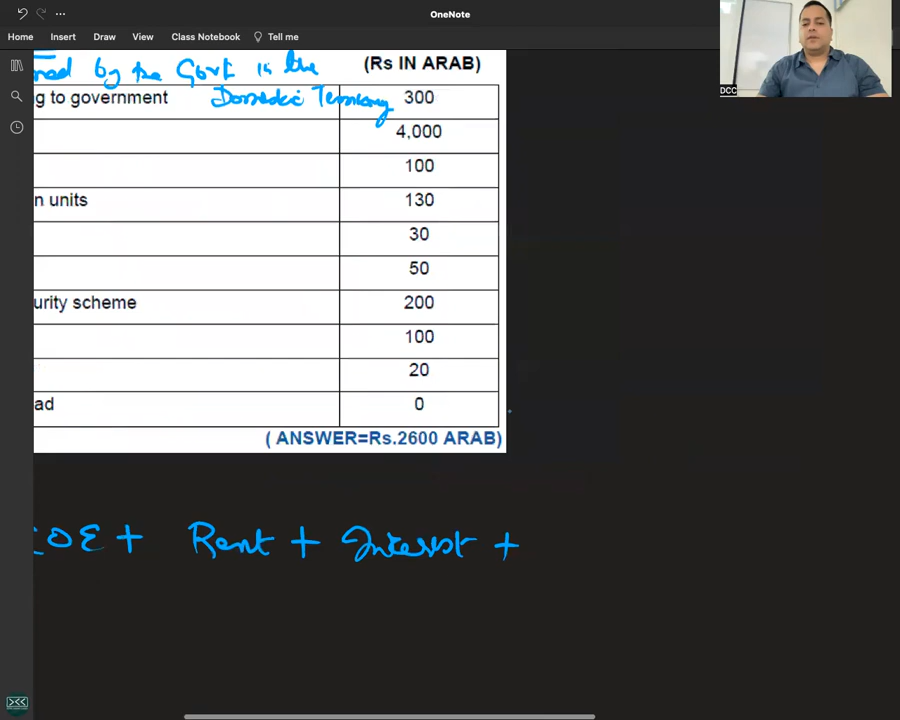 OneNote
Home Insert Draw View Class Notebook Tell me
DCC
by the Govt is the (Rs IN ARAB)
ng to government Domestic Territory 300
4,000
100
n units 130
30
50
urity scheme 200
100
20
ad 0
( ANSWER=Rs.2600 ARAB)
COE + Rent + Interest +